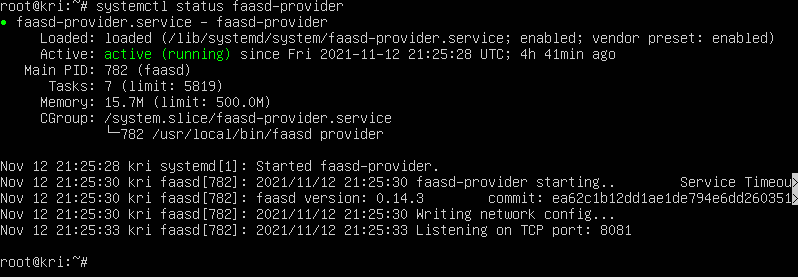 root@kri:~# systemctl status faasd-provider
● faasd-provider.service - faasd-provider
Loaded: loaded (/lib/systemd/system/faasd-provider.service; enabled; vendor preset: enabled)
Active: active (running) since Fri 2021-11-12 21:25:28 UTC; 4h 41min ago
Main PID: 782 (faasd)
Tasks: 7 (limit: 5819)
Memory: 15.7M (limit: 500.0M)
CGroup: /system.slice/faasd-provider.service
└─782 /usr/local/bin/faasd provider
Nov 12 21:25:28 kri systemd[1]: Started faasd-provider.
Nov 12 21:25:30 kri faasd[782]: 2021/11/12 21:25:30 faasd-provider starting.. Service Timeou>
Nov 12 21:25:30 kri faasd[782]: faasd version: 0.14.3 commit: ea62c1b12dd1ae1de794e6dd260351>
Nov 12 21:25:30 kri faasd[782]: 2021/11/12 21:25:30 Writing network config...
Nov 12 21:25:33 kri faasd[782]: 2021/11/12 21:25:33 Listening on TCP port: 8081
root@kri:~#